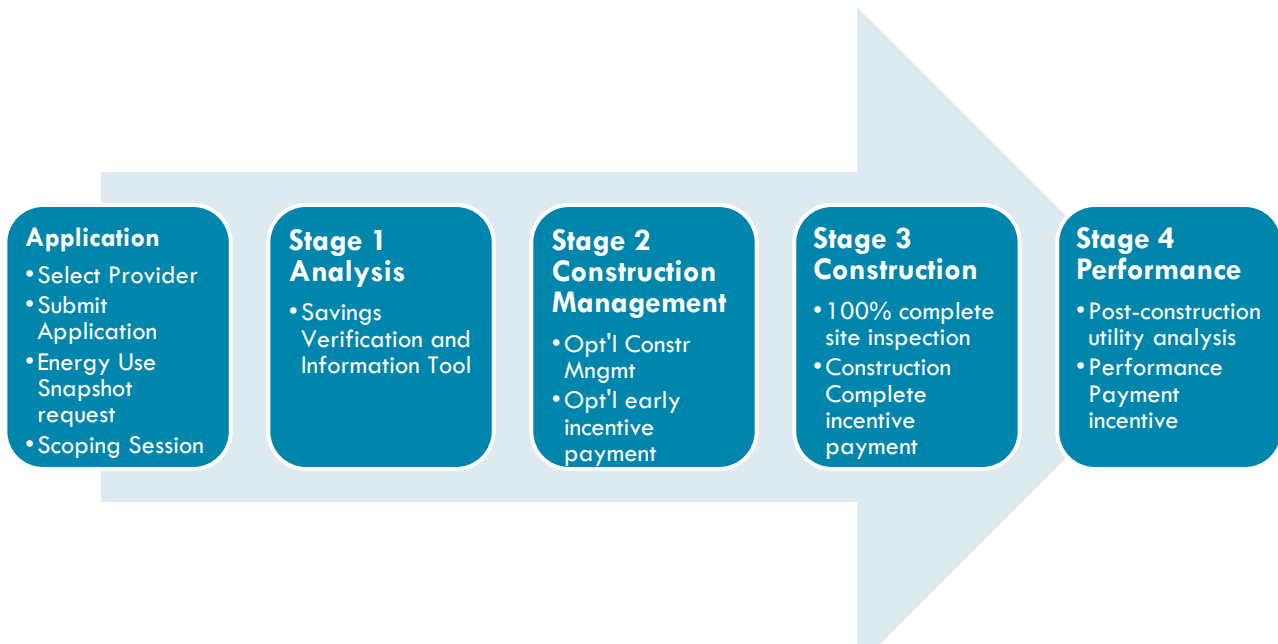 Application
•Select Provider
•Submit
Application
•Energy Use
Snapshot
request
•Scoping Session
Stage 1
Analysis
•Savings
Verification and
Information Tool
Stage 2
Construction
Management
•Opt'l Constr
Mngmt
•Opt'l early
incentive
payment
Stage 3
Construction
•100% complete
site inspection
•Construction
Complete
incentive
payment
Stage 4
Performance
•Post-construction
utility analysis
•Performance
Payment
incentive